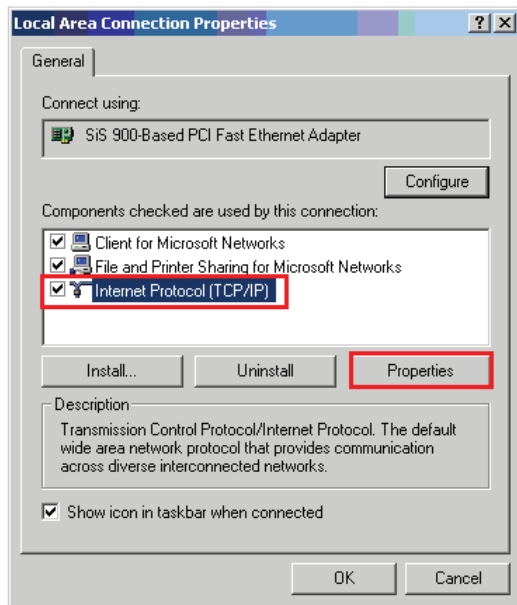 Local Area Connection Properties
General
Connect using:
SiS 900-Based PCI Fast Ethernet Adapter
Configure
Components checked are used by this connection:
Client for Microsoft Networks
File and Printer Sharing for Microsoft Networks
Internet Protocol (TCP/IP)
Install... Uninstall Properties
Description
Transmission Control Protocol/Internet Protocol. The default
wide area network protocol that provides communication
across diverse interconnected networks.
Show icon in taskbar when connected
OK Cancel